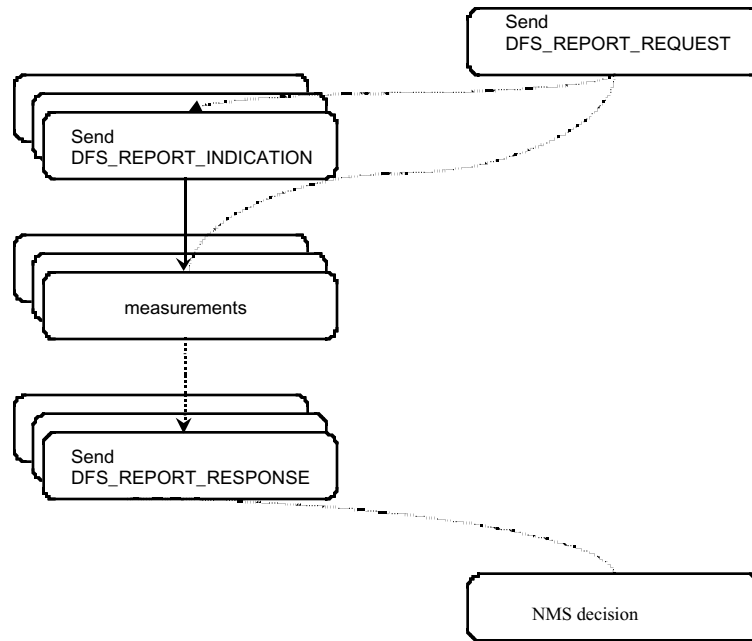 Send
DFS_REPORT_REQUEST
Send
DFS_REPORT_INDICATION
measurements
Send
DFS_REPORT_RESPONSE
NMS decision